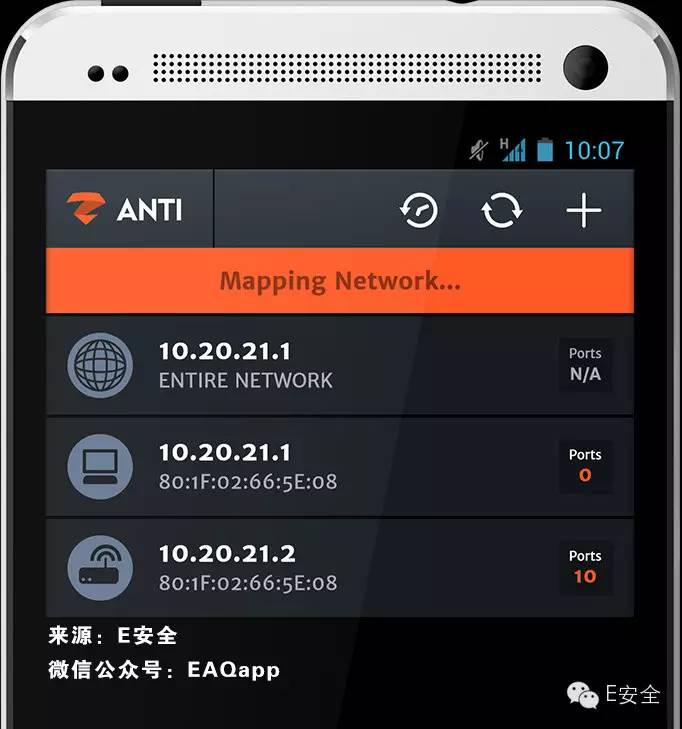 H 10:07
ANTI
Mapping Network...
10.20.21.1
ENTIRE NETWORK
Ports
N/A
10.20.21.1
80:1F:02:66:5E:08
Ports
0
10.20.21.2
80:1F:02:66:5E:08
Ports
10
来源：E安全
微信公众号：EAQapp
E安全